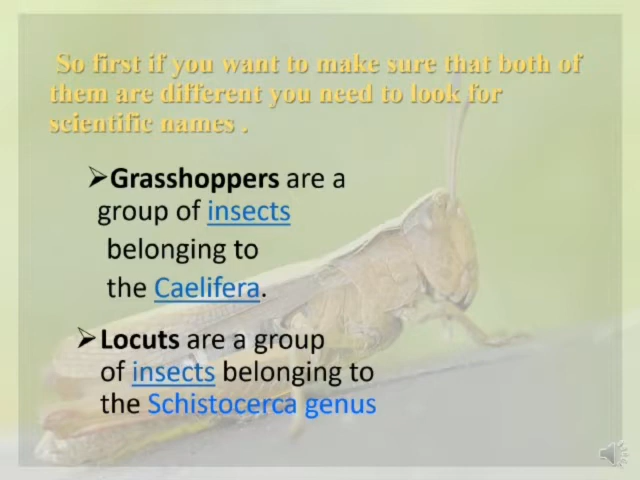 So first if you want to make sure that both of
them are different you need to look for
scientific names .
➢Grasshoppers are a
group of insects
belonging to
the Caelifera.
➢Locuts are a group
of insects belonging to
the Schistocerca genus